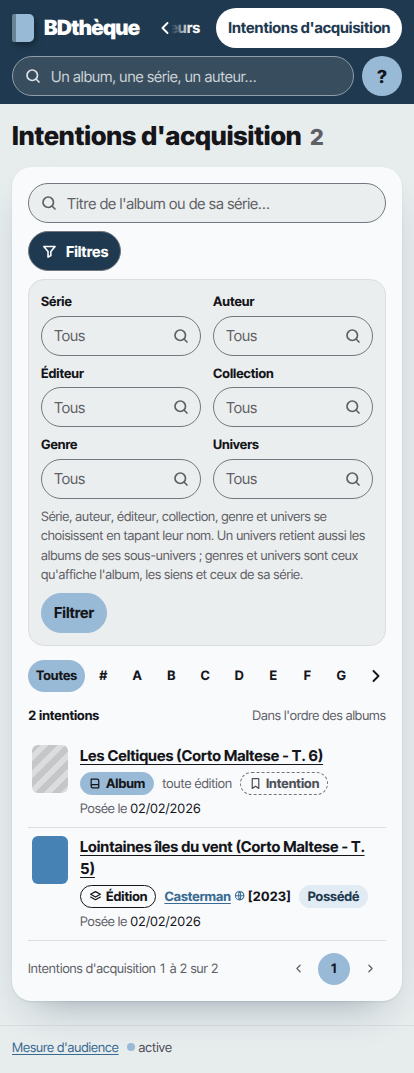 BDthèque
urs
Intentions d'acquisition
Un album, une série, un auteur...
?
Intentions d'acquisition 2
Titre de l'album ou de sa série...
Filtres
Série Auteur
Tous Tous
Éditeur Collection
Tous Tous
Genre Univers
Tous Tous
Série, auteur, éditeur, collection, genre et univers se
choisissent en tapant leur nom. Un univers retient aussi les
albums de ses sous-univers ; genres et univers sont ceux
qu'affiche l'album, les siens et ceux de sa série.
Filtrer
Toutes # A B C D E F G
2 intentions Dans l'ordre des albums
Les Celtiques (Corto Maltese - T. 6)
Album toute édition Intention
Posée le 02/02/2026
Lointaines îles du vent (Corto Maltese - T.
5)
Édition Casterman [2023] Possédé
Posée le 02/02/2026
Intentions d'acquisition 1 à 2 sur 2 1
Mesure d'audience active